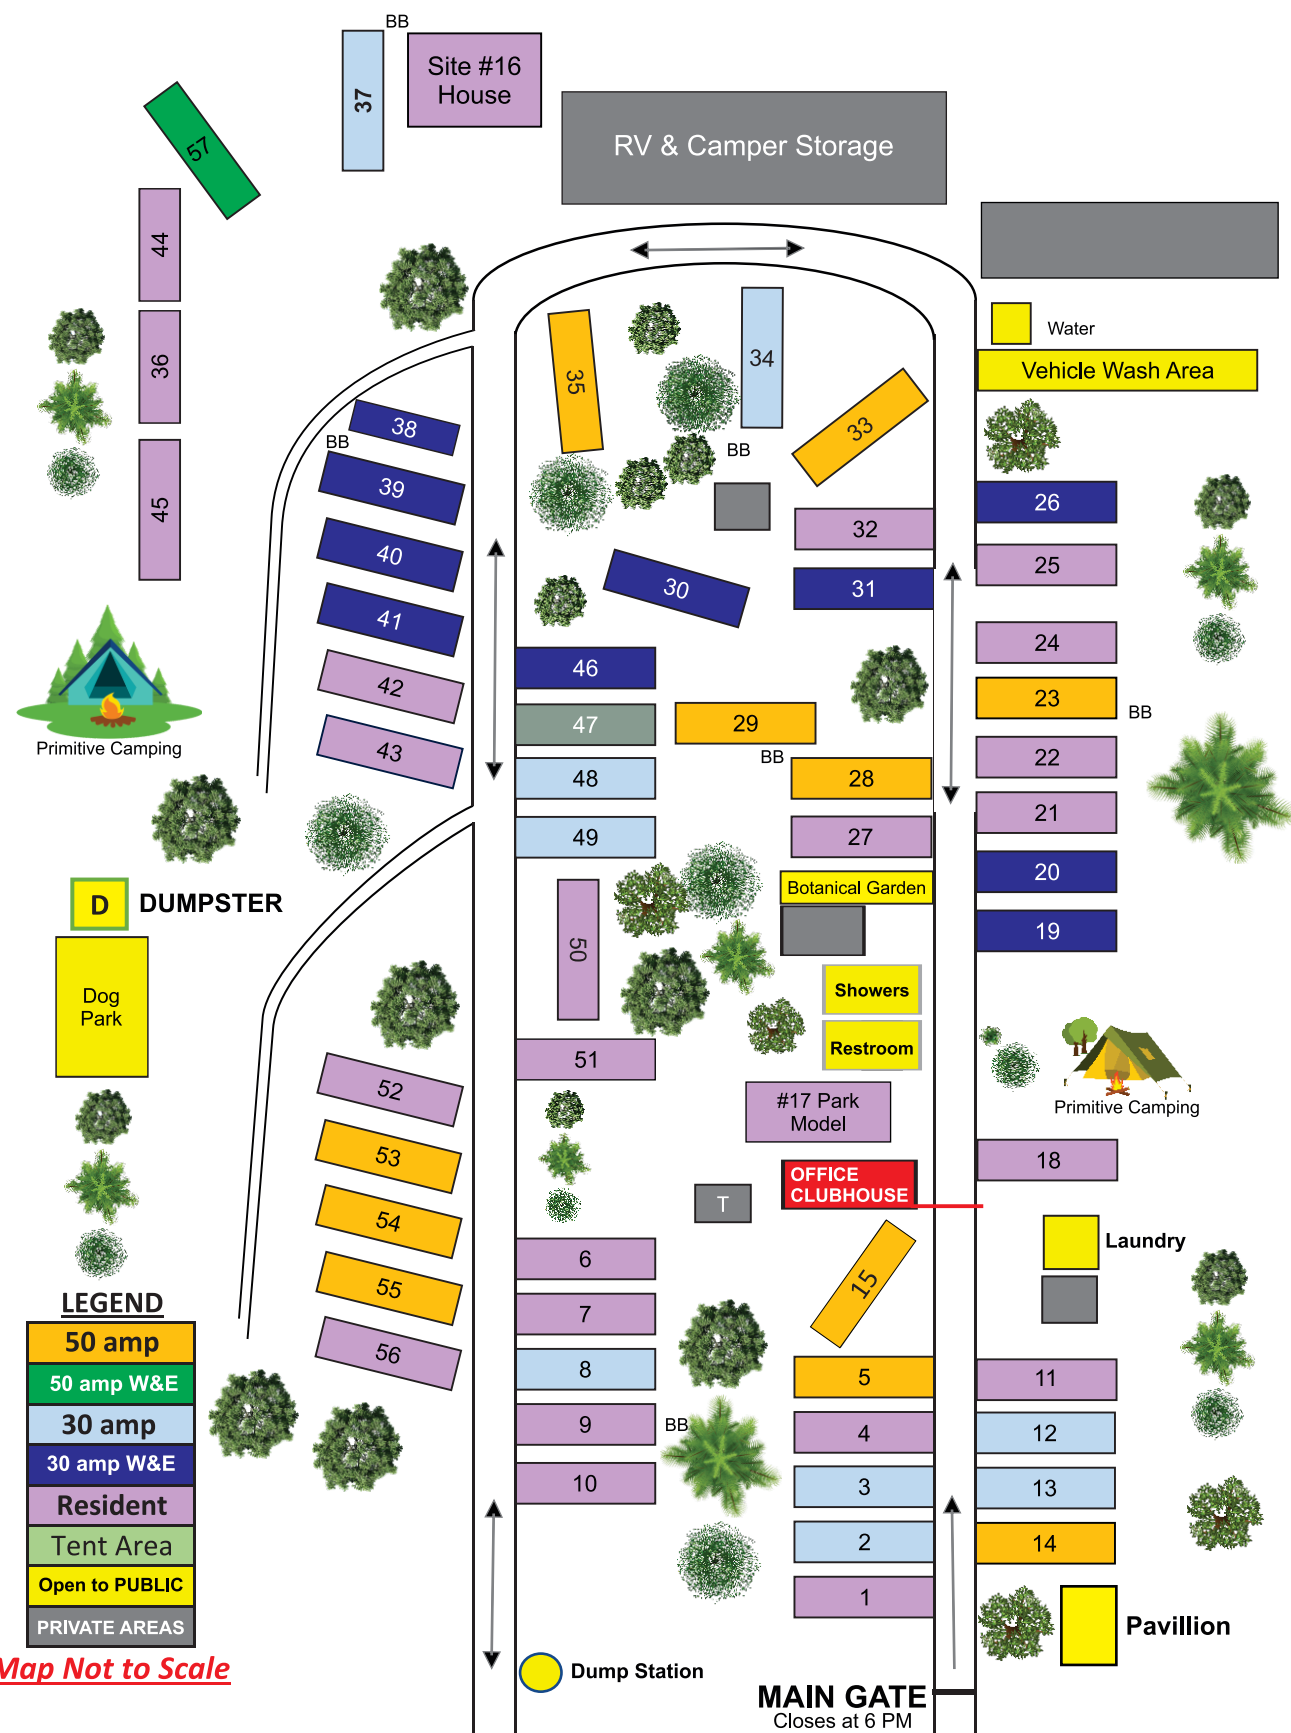 BB
37
Site #16
House
RV & Camper Storage
57
44
36
45
35
34
33
Water
Vehicle Wash Area
38
BB
39
40
41
42
43
BB
32
31
30
26
25
24
23
BB
22
21
20
19
46
47
48
49
29
BB
28
27
Botanical Garden
Showers
Restroom
50
51
Primitive Camping
D
DUMPSTER
Dog
Park
52
53
54
55
56
#17 Park
Model
OFFICE
CLUBHOUSE
T
15
Primitive Camping
18
Laundry
6
7
8
9
BB
10
5
4
3
2
1
11
12
13
14
Pavillion
LEGEND
50 amp
50 amp W&E
30 amp
30 amp W&E
Resident
Tent Area
Open to PUBLIC
PRIVATE AREAS
Map Not to Scale
Dump Station
MAIN GATE
Closes at 6 PM